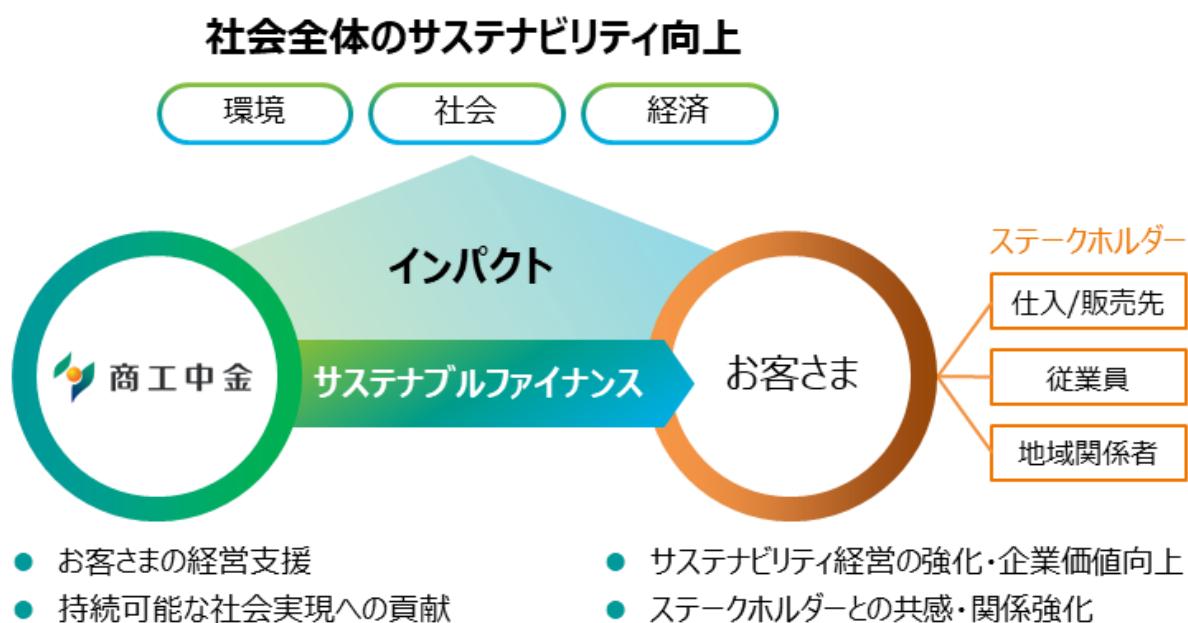 社会全体のサステナビリティ向上
環境
社会
経済
インパクト
商工中金
サステナブルファイナンス
お客さま
ステークホルダー
仕入/販売先
従業員
地域関係者
● お客さまの経営支援
● 持続可能な社会実現への貢献
● サステナビリティ経営の強化・企業価値向上
● ステークホルダーとの共感・関係強化